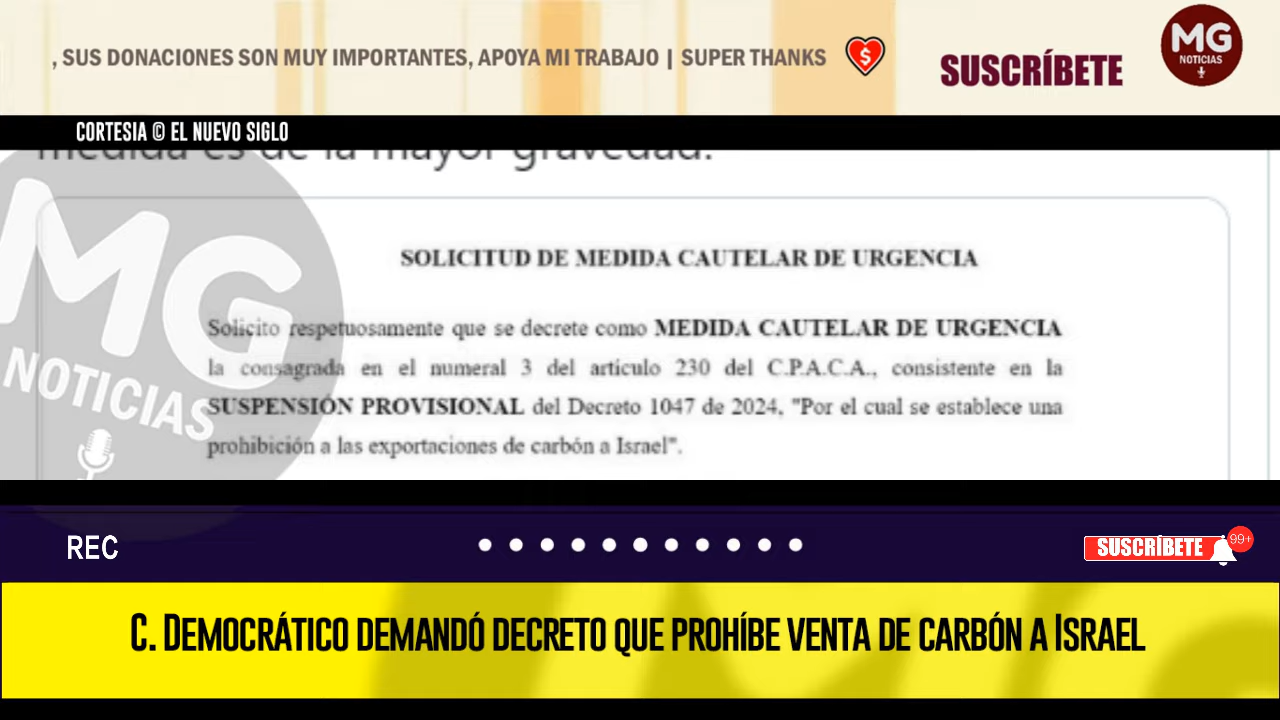 , SUS DONACIONES SON MUY IMPORTANTES, APOYA MI TRABAJO | SUPER THANKS
$
SUSCRÍBETE
MG
NOTICIAS
CORTESIA © EL NUEVO SIGLO
medida es de la mayor gravedad.
MG
NOTICIAS
SOLICITUD DE MEDIDA CAUTELAR DE URGENCIA
Solicito respetuosamente que se decrete como MEDIDA CAUTELAR DE URGENCIA
la consagrada en el numeral 3 del artículo 230 del C.P.A.C.A., consistente en la
SUSPENSIÓN PROVISIONAL del Decreto 1047 de 2024, "Por el cual se establece una
prohibición a las exportaciones de carbón a Israel".
REC
SUSCRÍBETE
99+
C. DEMOCRÁTICO DEMANDÓ DECRETO QUE PROHÍBE VENTA DE CARBÓN A ISRAEL